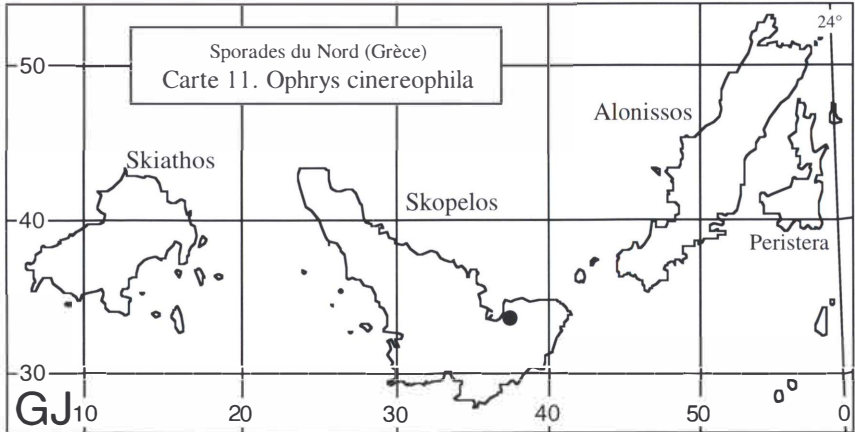 24°
Sporades du Nord (Grèce)
Carte 11. Ophrys cinereophila
50
Alonissos
Skiathos
Skopelos
40
Peristera
30
GJ 10 20 30 40 50 0